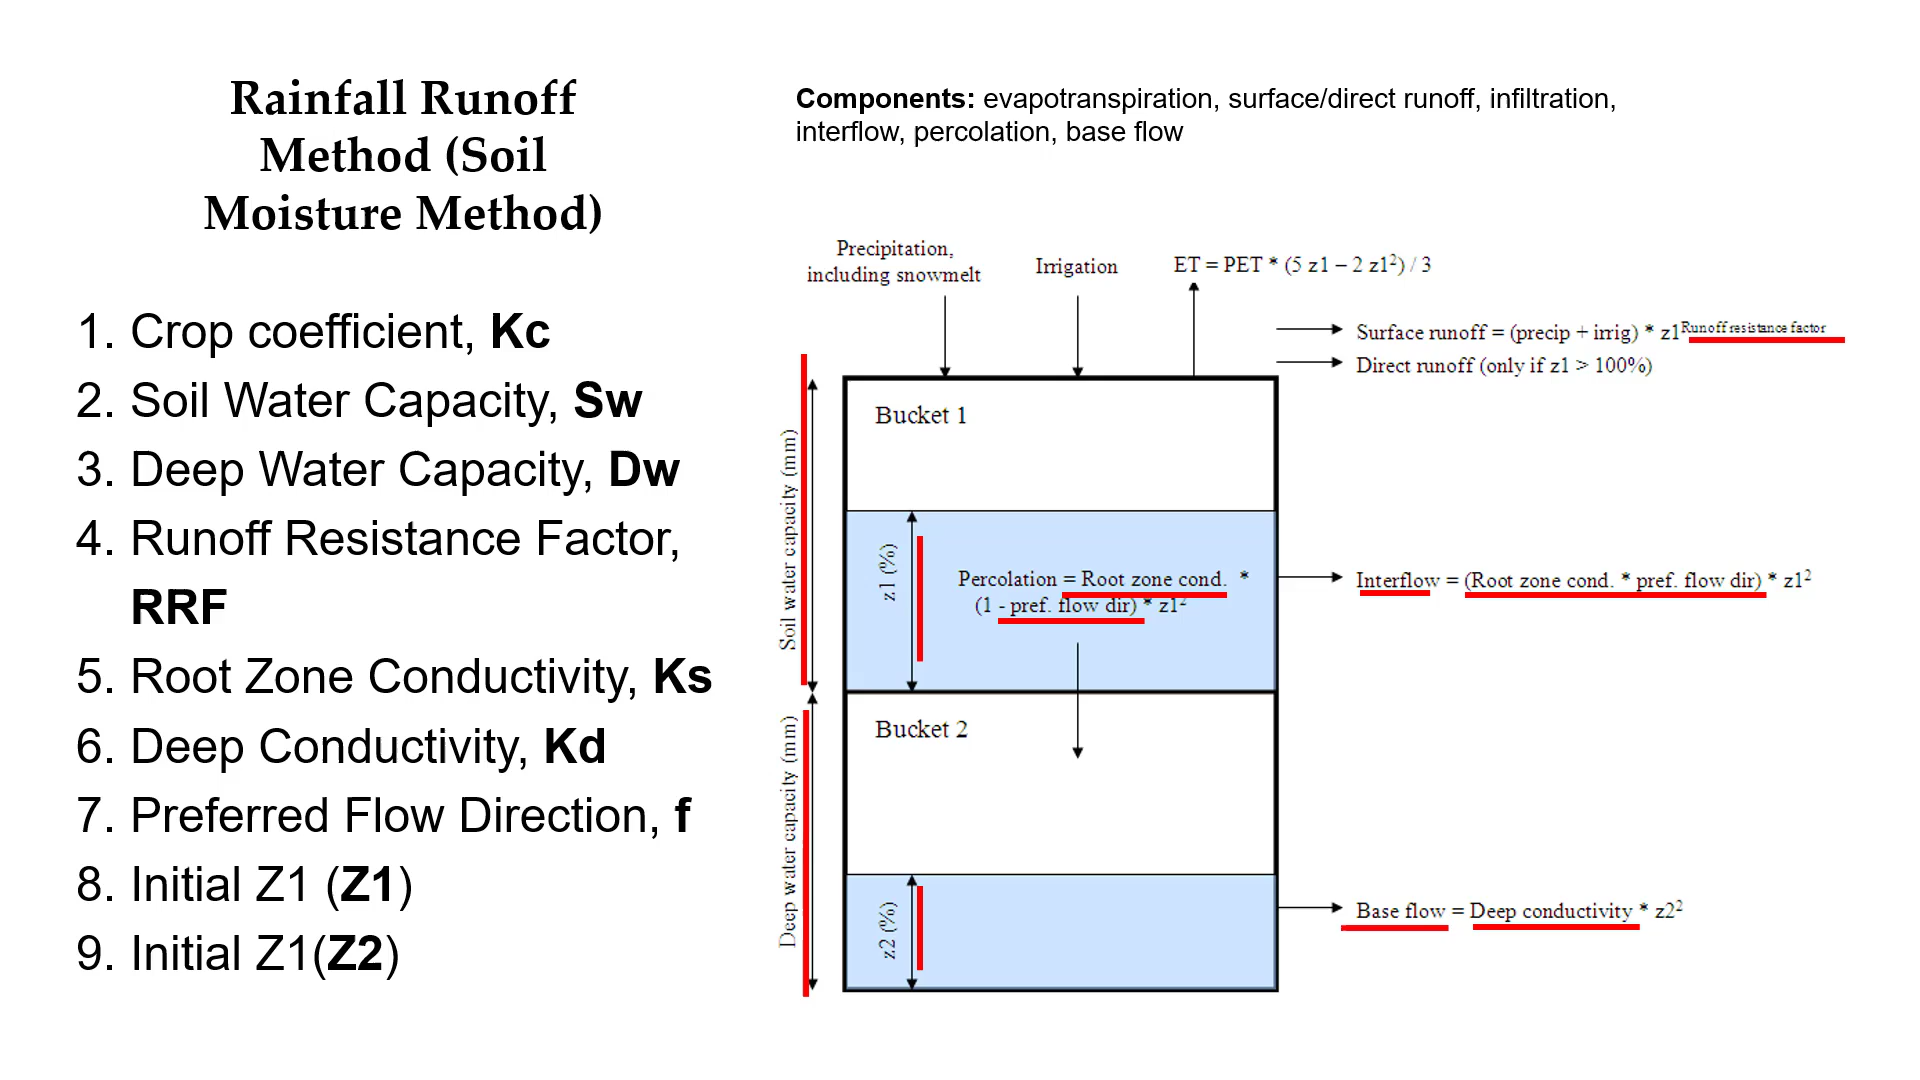 Rainfall Runoff
Method (Soil
Moisture Method)
1. Crop coefficient, Kc
2. Soil Water Capacity, Sw
3. Deep Water Capacity, Dw
4. Runoff Resistance Factor,
RRF
5. Root Zone Conductivity, Ks
6. Deep Conductivity, Kd
7. Preferred Flow Direction, f
8. Initial Z1 (Z1)
9. Initial Z1(Z2)
Components: evapotranspiration, surface/direct runoff, infiltration,
interflow, percolation, base flow
Precipitation,
including snowmelt
Irrigation
ET = PET * (5 z1 – 2 z1²) / 3
Surface runoff = (precip + irrig) * z1^Runoff resistance factor
Direct runoff (only if z1 > 100%)
Soil water capacity (mm)
Bucket 1
z1 (%)
Percolation = Root zone cond. *
(1 - pref. flow dir) * z1²
Interflow = (Root zone cond. * pref. flow dir) * z1²
Deep water capacity (mm)
Bucket 2
z2 (%)
Base flow = Deep conductivity * z2²